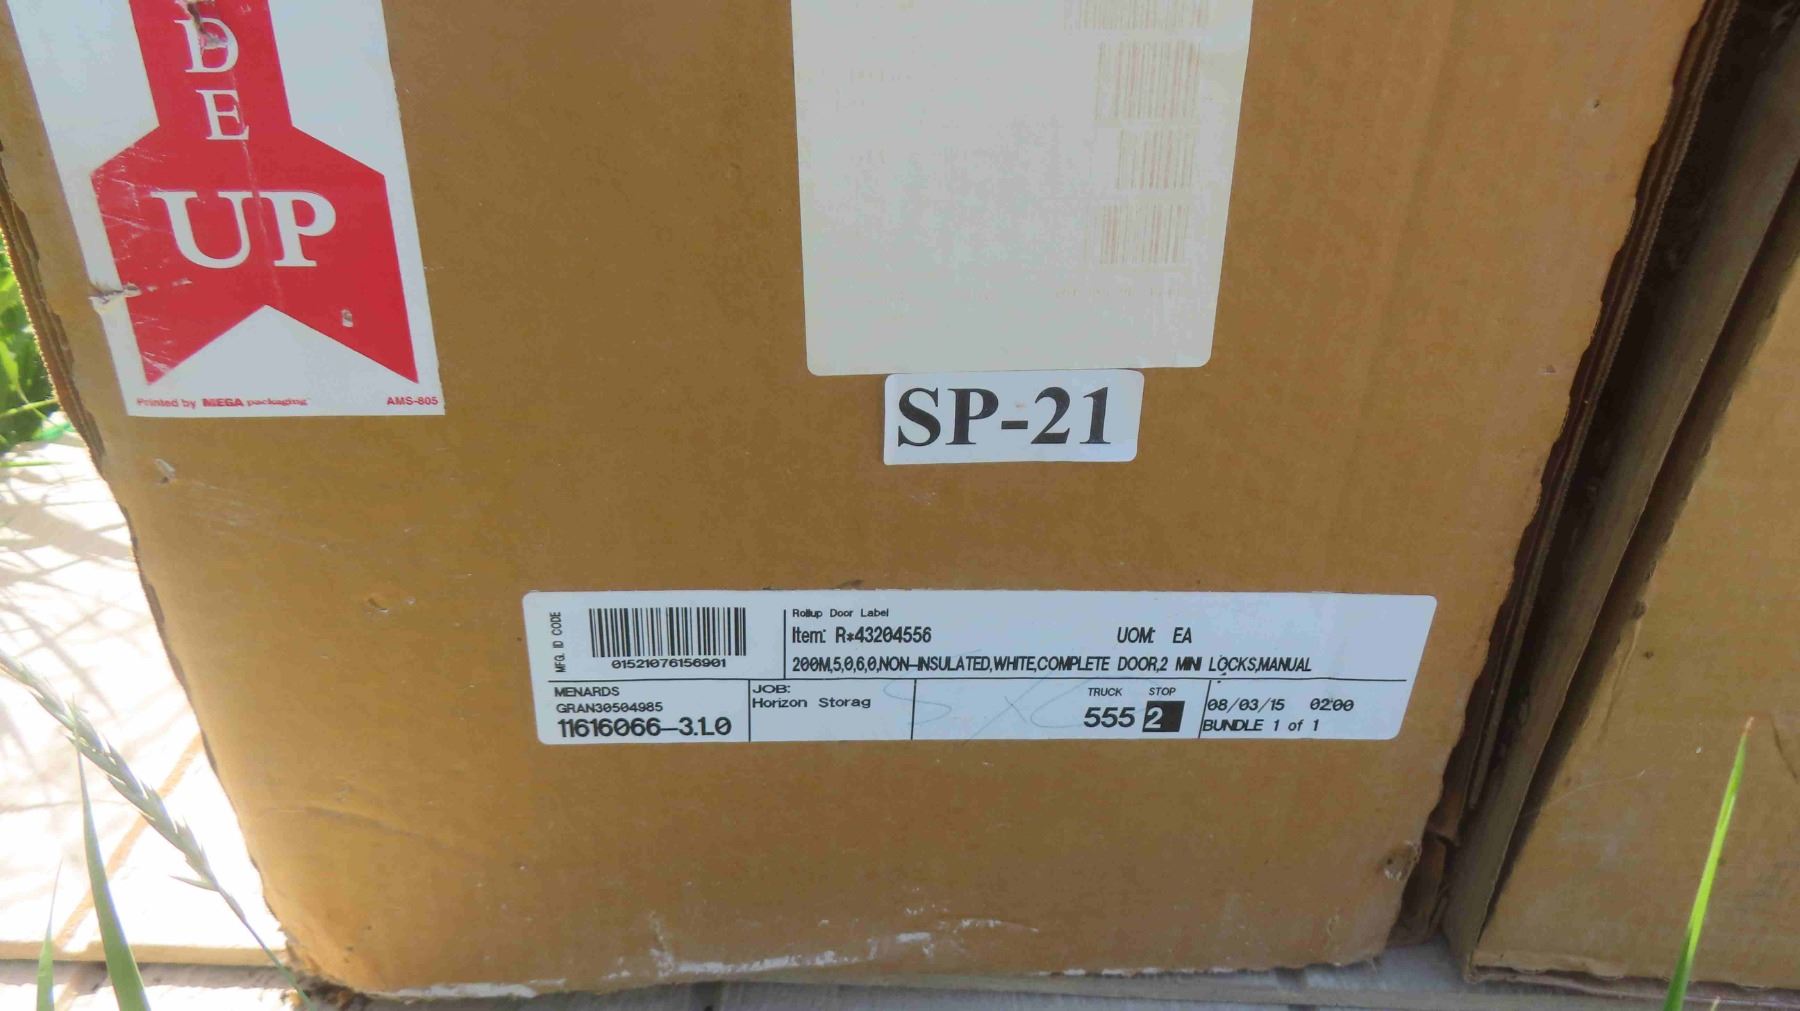 DE
UP
Printed by MEGA packaging
AMS-805
SP-21
MFG. ID CODE
01521076156901
Rollup Door Label
Item: R*43204556
UOM: EA
200M,5,0,6,0,NON-INSULATED,WHITE,COMPLETE DOOR,2 MINI LOCKS,MANUAL
MENARDS
GRAN30504985
11616066-3.1.0
JOB:
Horizon Storag
TRUCK STOP
555 2
08/03/15 02:00
BUNDLE 1 of 1